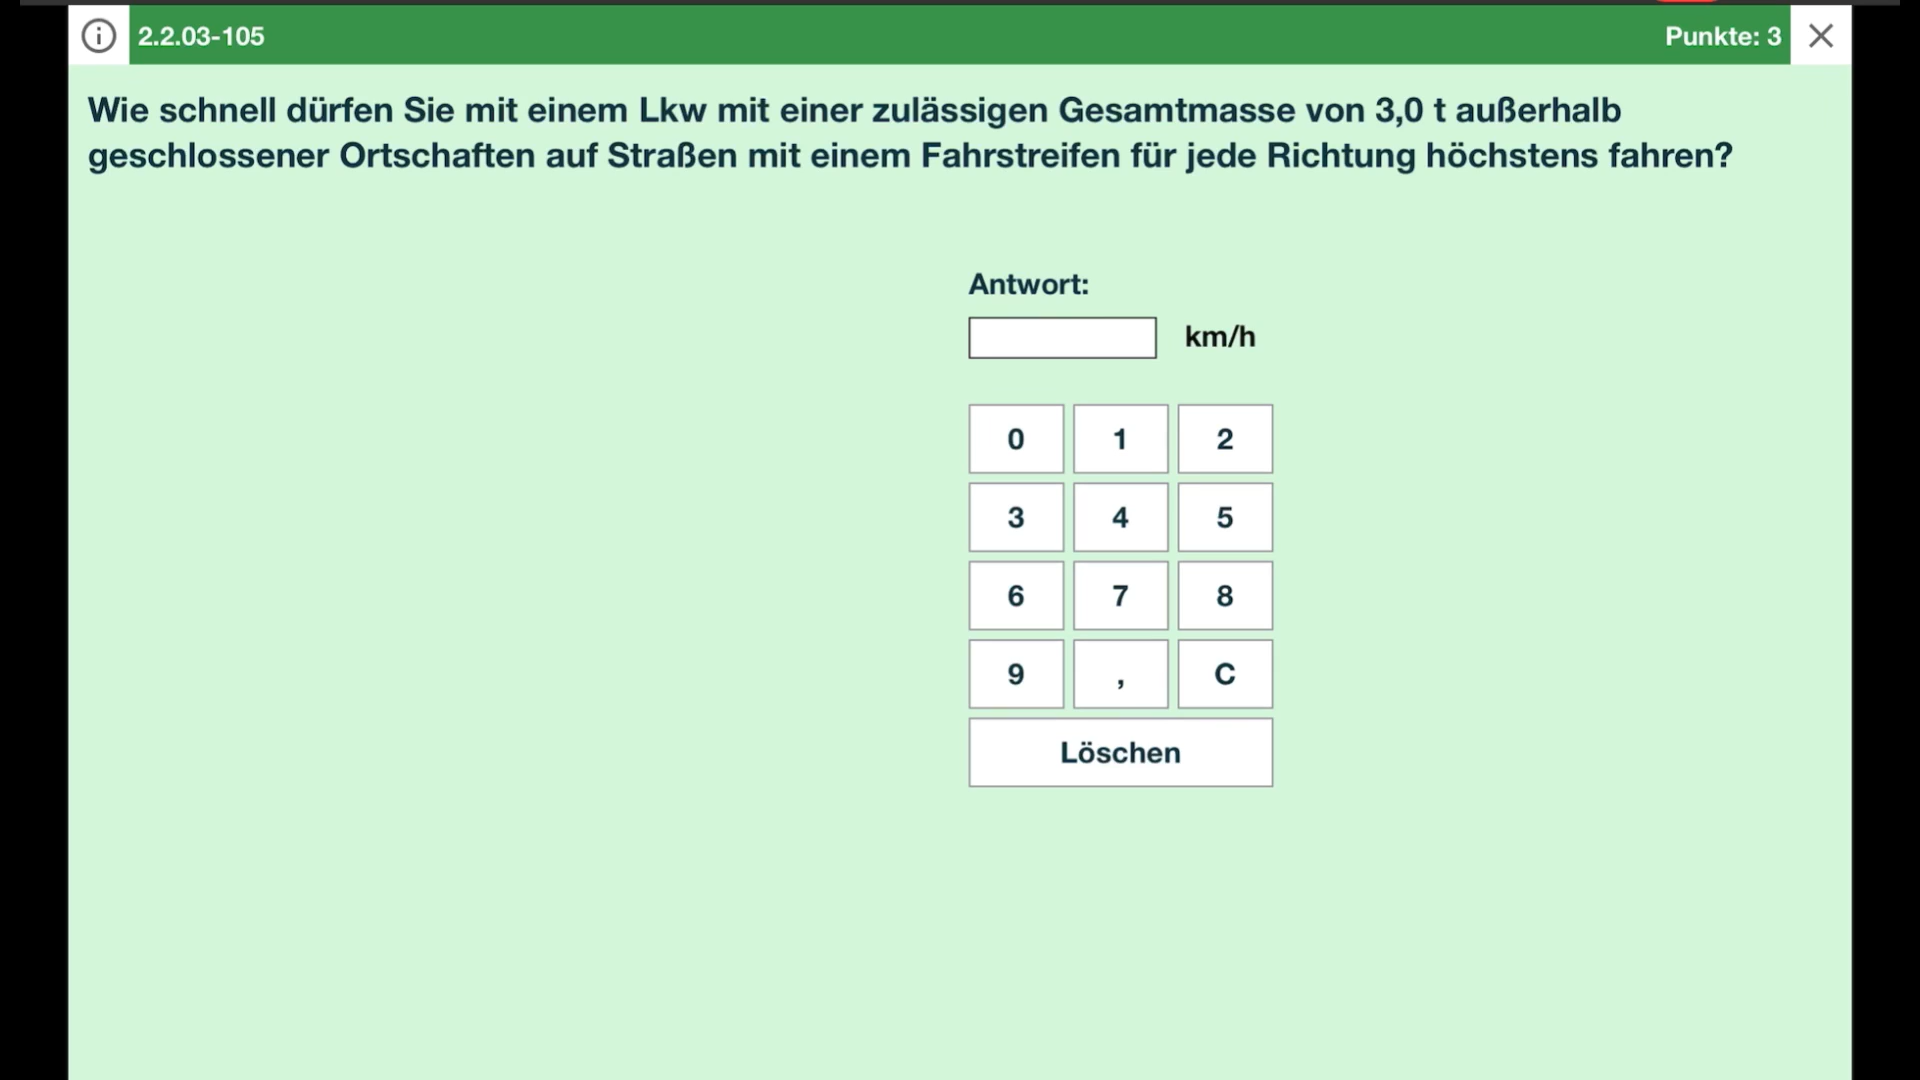 2.2.03-105
Punkte: 3
Wie schnell dürfen Sie mit einem Lkw mit einer zulässigen Gesamtmasse von 3,0 t außerhalb
geschlossener Ortschaften auf Straßen mit einem Fahrstreifen für jede Richtung höchstens fahren?
Antwort:
km/h
0 1 2
3 4 5
6 7 8
9 , C
Löschen